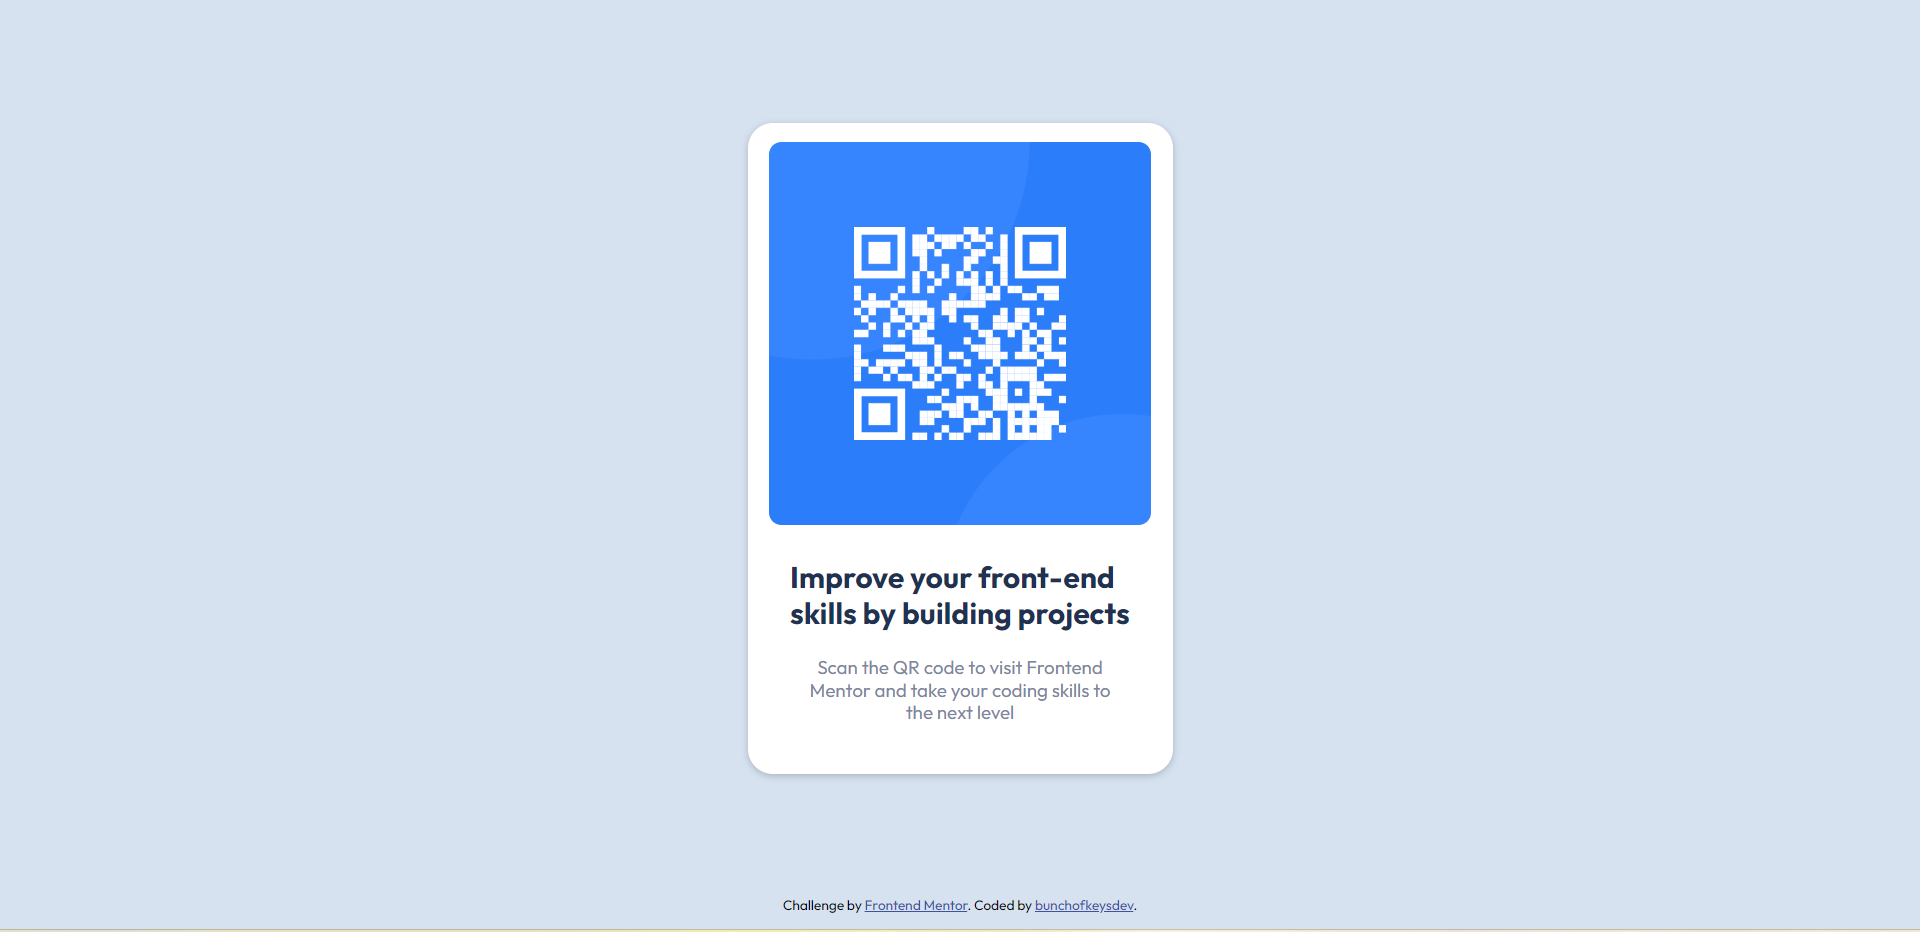 Improve your front-end
skills by building projects
Scan the QR code to visit Frontend
Mentor and take your coding skills to
the next level
Challenge by Frontend Mentor. Coded by bunchofkeysdev.